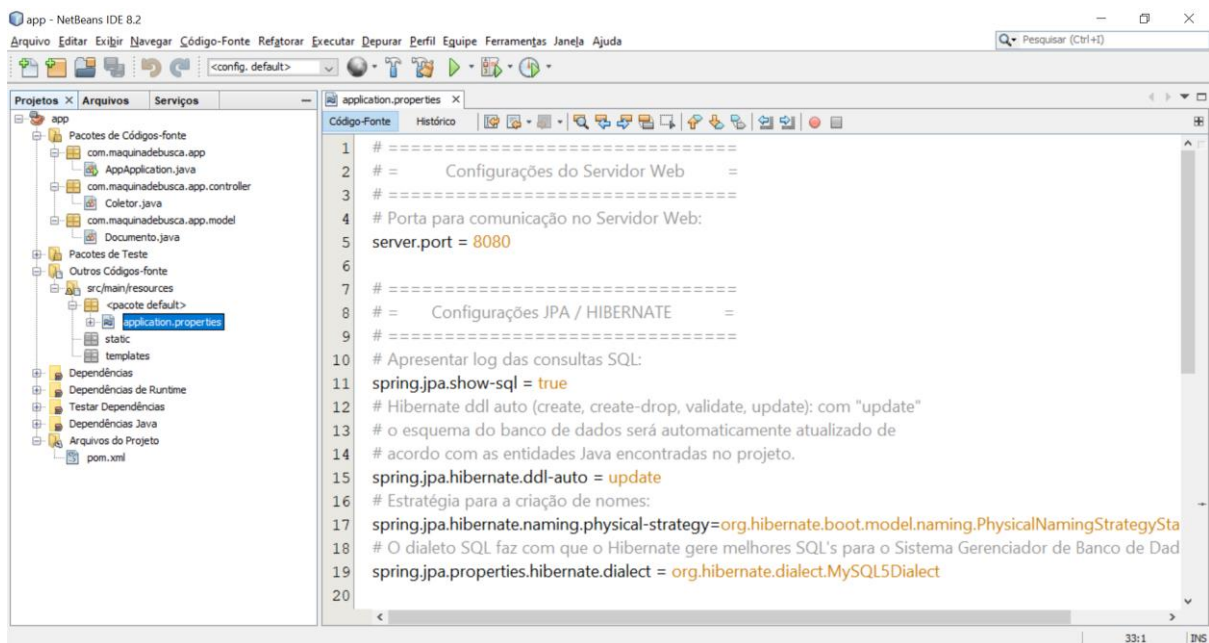 app - NetBeans IDE 8.2
Arquivo Editar Exibir Navegar Código-Fonte Refatorar Executar Depurar Perfil Equipe Ferramentas Janela Ajuda
Pesquisar (Ctrl+I)
<config. default>
Projetos Arquivos Serviços
app
Pacotes de Códigos-fonte
com.maquinadebusca.app
AppApplication.java
com.maquinadebusca.app.controller
Coletor.java
com.maquinadebusca.app.model
Documento.java
Pacotes de Teste
Outros Códigos-fonte
src/main/resources
<pacote default>
application.properties
static
templates
Dependências
Dependências de Runtime
Testar Dependências
Dependências Java
Arquivos do Projeto
pom.xml
application.properties
Código-Fonte Histórico
1 # ===============================
2 # = Configurações do Servidor Web =
3 # ===============================
4 # Porta para comunicação no Servidor Web:
5 server.port = 8080
6
7 # ===============================
8 # = Configurações JPA / HIBERNATE =
9 # ===============================
10 # Apresentar log das consultas SQL:
11 spring.jpa.show-sql = true
12 # Hibernate ddl auto (create, create-drop, validate, update): com "update"
13 # o esquema do banco de dados será automaticamente atualizado de
14 # acordo com as entidades Java encontradas no projeto.
15 spring.jpa.hibernate.ddl-auto = update
16 # Estratégia para a criação de nomes:
17 spring.jpa.hibernate.naming.physical-strategy=org.hibernate.boot.model.naming.PhysicalNamingStrategySta
18 # O dialeto SQL faz com que o Hibernate gere melhores SQL's para o Sistema Gerenciador de Banco de Dad
19 spring.jpa.properties.hibernate.dialect = org.hibernate.dialect.MySQL5Dialect
20
33:1 INS